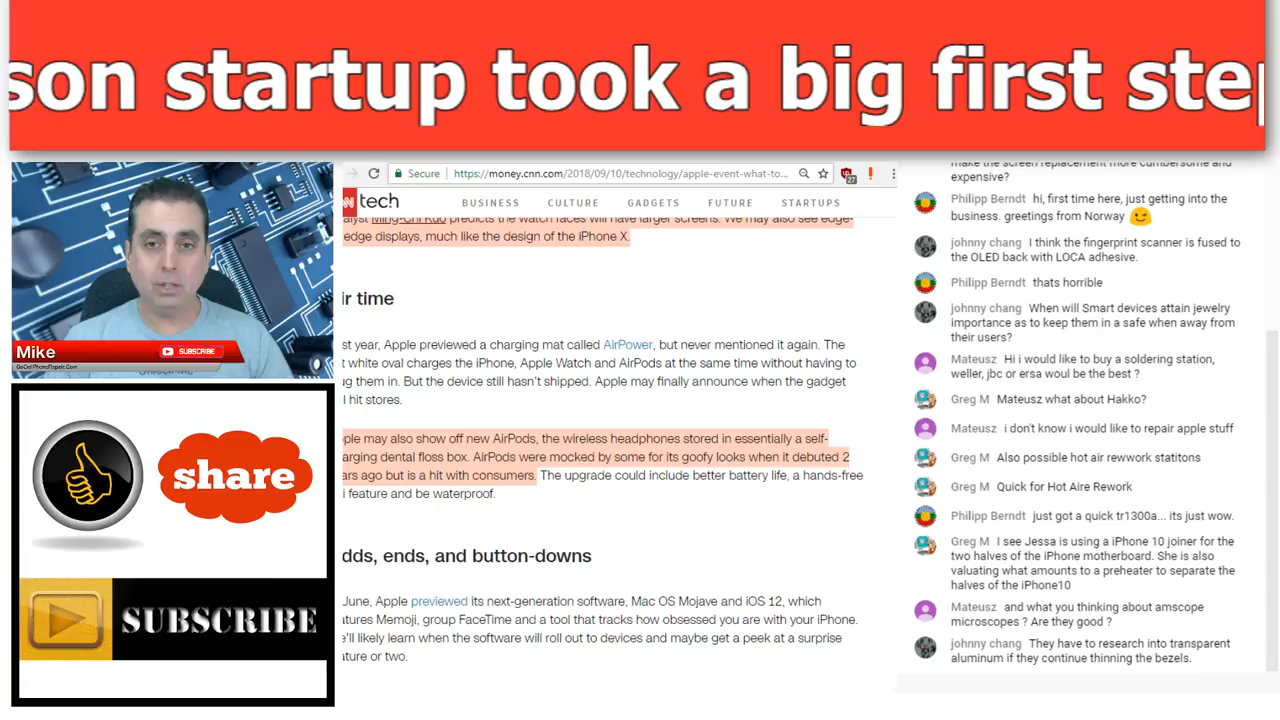 son startup took a big first step
Mike
SUBSCRIBE
GoCellPhoneRepair.Com
share
SUBSCRIBE
Secure
https://money.cnn.com/2018/09/10/technology/apple-event-what-to...
27
tech
BUSINESS CULTURE GADGETS FUTURE STARTUPS
alyst Ming-Chi Kuo predicts the watch faces will have larger screens. We may also see edge-
edge displays, much like the design of the iPhone X.
ir time
st year, Apple previewed a charging mat called AirPower, but never mentioned it again. The
t white oval charges the iPhone, Apple Watch and AirPods at the same time without having to
ug them in. But the device still hasn't shipped. Apple may finally announce when the gadget
l hit stores.
ple may also show off new AirPods, the wireless headphones stored in essentially a self-
arging dental floss box. AirPods were mocked by some for its goofy looks when it debuted 2
ars ago but is a hit with consumers. The upgrade could include better battery life, a hands-free
i feature and be waterproof.
dds, ends, and button-downs
June, Apple previewed its next-generation software, Mac OS Mojave and iOS 12, which
atures Memoji, group FaceTime and a tool that tracks how obsessed you are with your iPhone.
e'll likely learn when the software will roll out to devices and maybe get a peek at a surprise
ature or two.
make the screen replacement more cumbersome and
expensive?
Philipp Berndt hi, first time here, just getting into the
business. greetings from Norway
johnny chang I think the fingerprint scanner is fused to
the OLED back with LOCA adhesive.
Philipp Berndt thats horrible
johnny chang When will Smart devices attain jewelry
importance as to keep them in a safe when away from
their users?
Mateusz Hi i would like to buy a soldering station,
weller, jbc or ersa woul be the best ?
Greg M Mateusz what about Hakko?
Mateusz i don't know i would like to repair apple stuff
Greg M Also possible hot air rewwork statitons
Greg M Quick for Hot Aire Rework
Philipp Berndt just got a quick tr1300a... its just wow.
Greg M I see Jessa is using a iPhone 10 joiner for the
two halves of the iPhone motherboard. She is also
valuating what amounts to a preheater to separate the
halves of the iPhone10
Mateusz and what you thinking about amscope
microscopes ? Are they good ?
johnny chang They have to research into transparent
aluminum if they continue thinning the bezels.